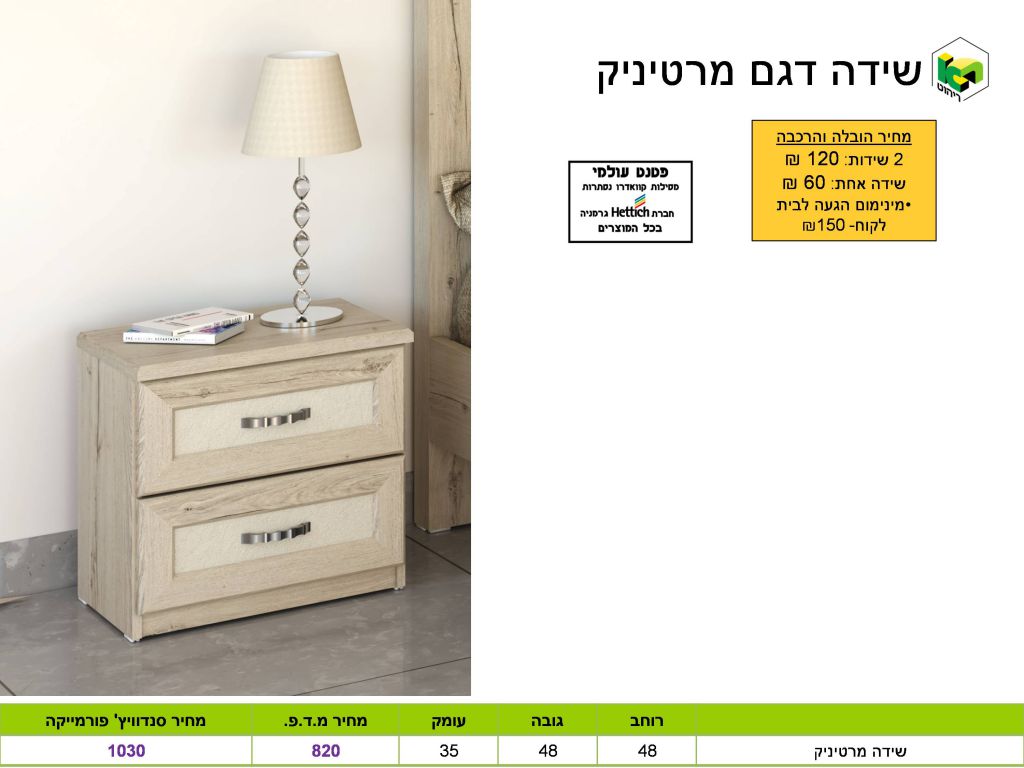 שידה דגם מרטיניק
ריהוט
מחיר הובלה והרכבה
2 שידות: 120 ₪
שידה אחת: 60 ₪
•מינימום הגעה לבית
לקוח- 150₪
פטנט עולמי
מסילות קוואדרו נסתרות
חברת Hettich גרמניה
בכל המוצרים
רוחב גובה עומק מחיר מ.ד.פ. מחיר סנדוויץ' פורמייקה
שידה מרטיניק 48 48 35 820 1030